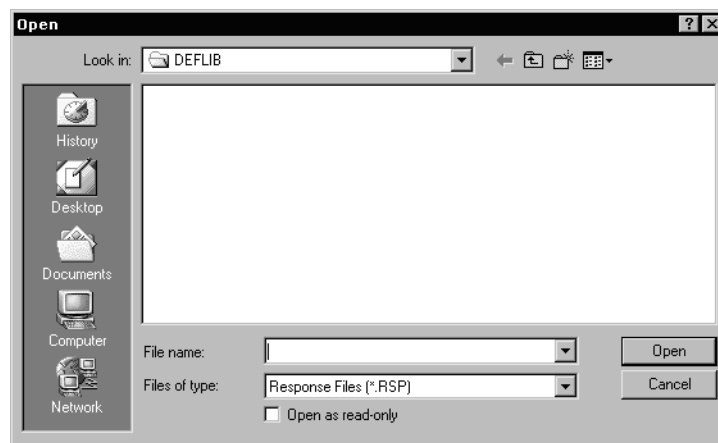 Open
Look in: DEFLIB
History
Desktop
Documents
Computer
Network
File name: Open
Files of type: Response Files (*.RSP) Cancel
Open as read-only